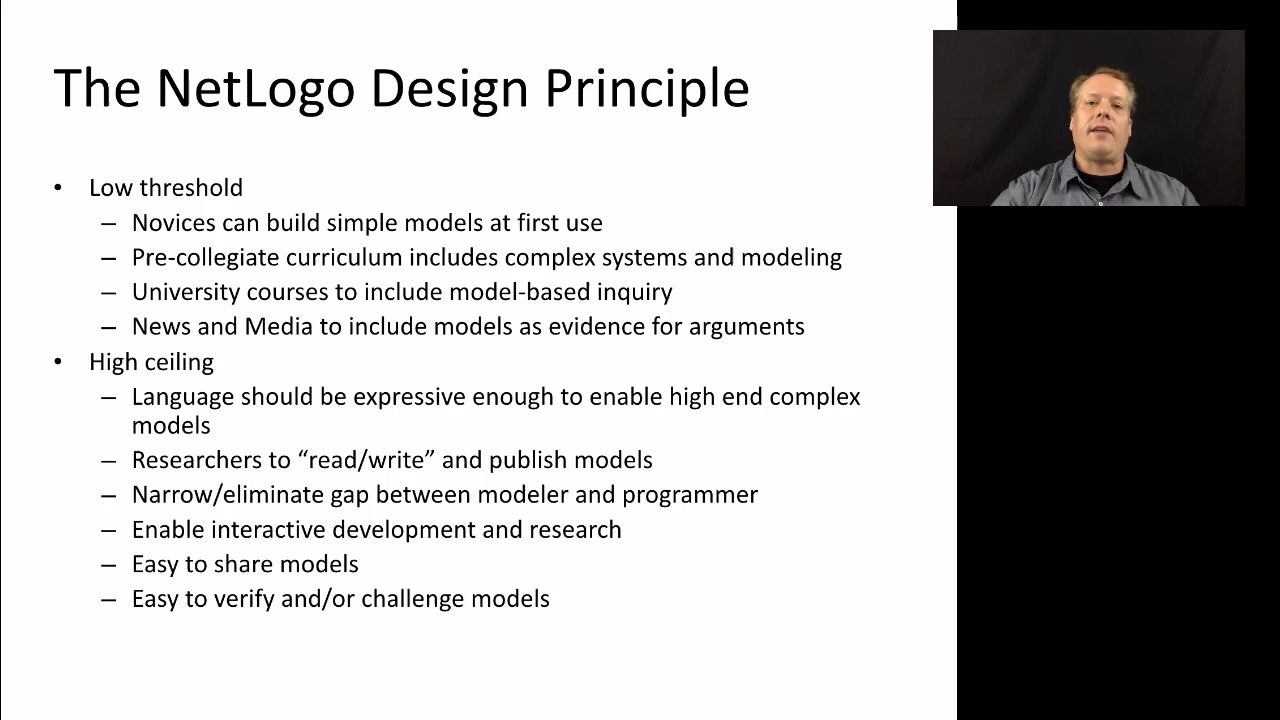 The NetLogo Design Principle
• Low threshold
– Novices can build simple models at first use
– Pre-collegiate curriculum includes complex systems and modeling
– University courses to include model-based inquiry
– News and Media to include models as evidence for arguments
• High ceiling
– Language should be expressive enough to enable high end complex
models
– Researchers to “read/write” and publish models
– Narrow/eliminate gap between modeler and programmer
– Enable interactive development and research
– Easy to share models
– Easy to verify and/or challenge models